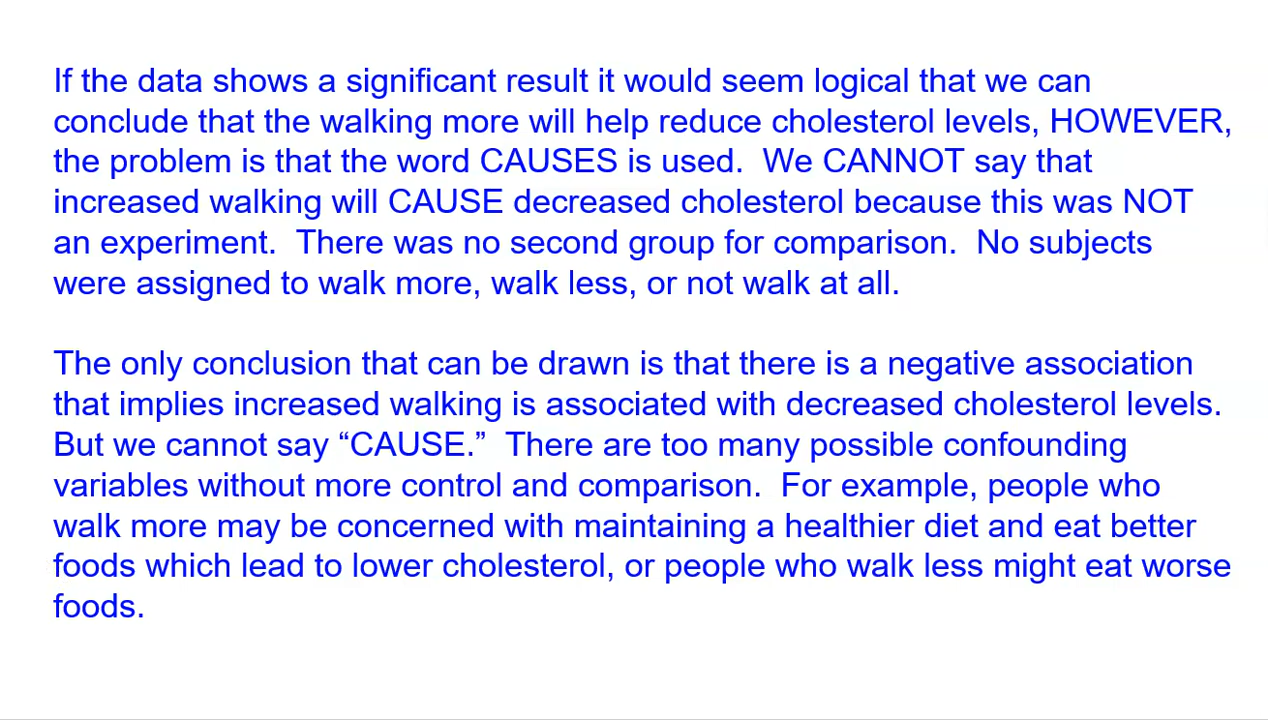 If the data shows a significant result it would seem logical that we can
conclude that the walking more will help reduce cholesterol levels, HOWEVER,
the problem is that the word CAUSES is used.  We CANNOT say that
increased walking will CAUSE decreased cholesterol because this was NOT
an experiment.  There was no second group for comparison.  No subjects
were assigned to walk more, walk less, or not walk at all.
The only conclusion that can be drawn is that there is a negative association
that implies increased walking is associated with decreased cholesterol levels.
But we cannot say “CAUSE.”  There are too many possible confounding
variables without more control and comparison.  For example, people who
walk more may be concerned with maintaining a healthier diet and eat better
foods which lead to lower cholesterol, or people who walk less might eat worse
foods.